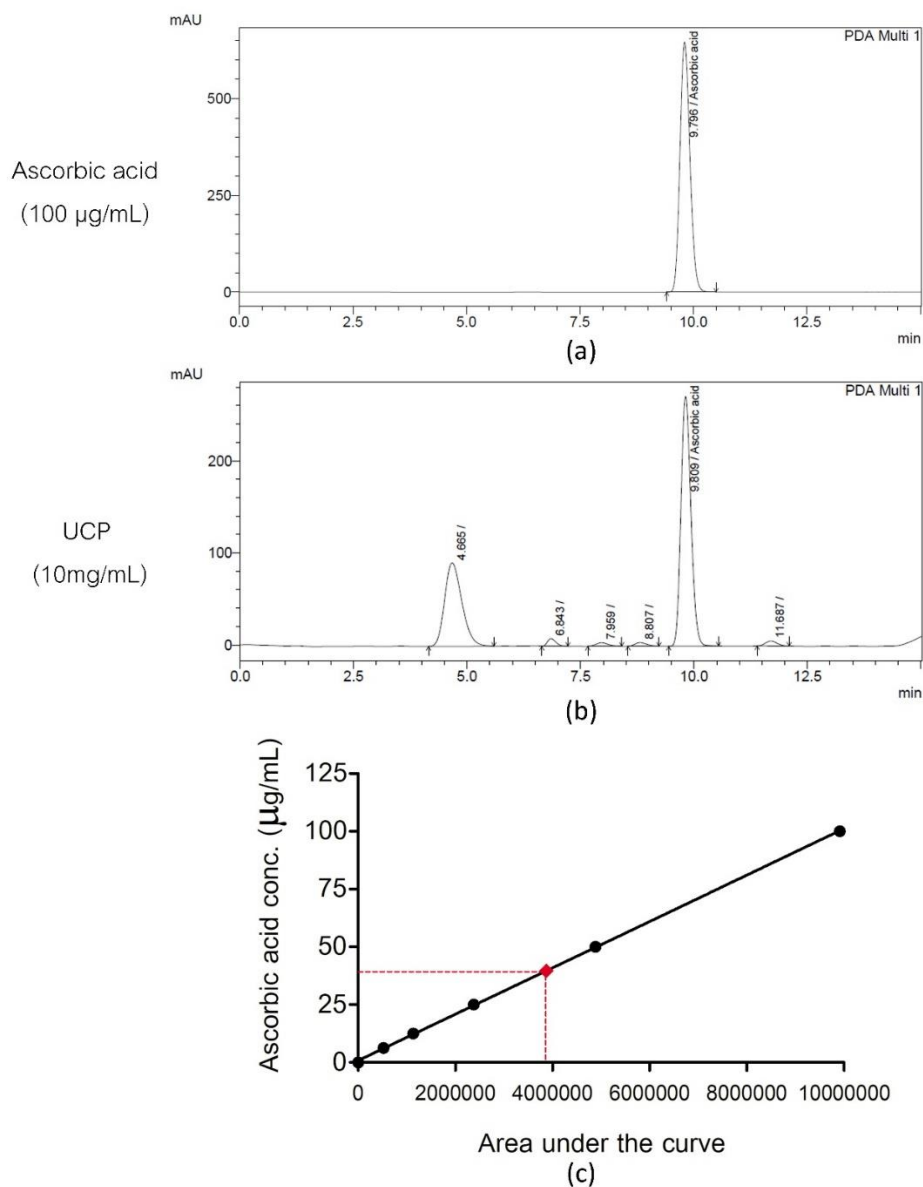 mAU
PDA Multi 1
500
250
0
9.796 / Ascorbic acid
Ascorbic acid
(100 µg/mL)
0.0 2.5 5.0 7.5 10.0 12.5
min
(a)
mAU
PDA Multi 1
200
100
0
4.665 /
6.843 /
7.959 /
8.807 /
9.809 / Ascorbic acid
11.687 /
UCP
(10mg/mL)
0.0 2.5 5.0 7.5 10.0 12.5
min
(b)
Ascorbic acid conc. (µg/mL)
125
100
75
50
25
0
0 2000000 4000000 6000000 8000000 10000000
Area under the curve
(c)